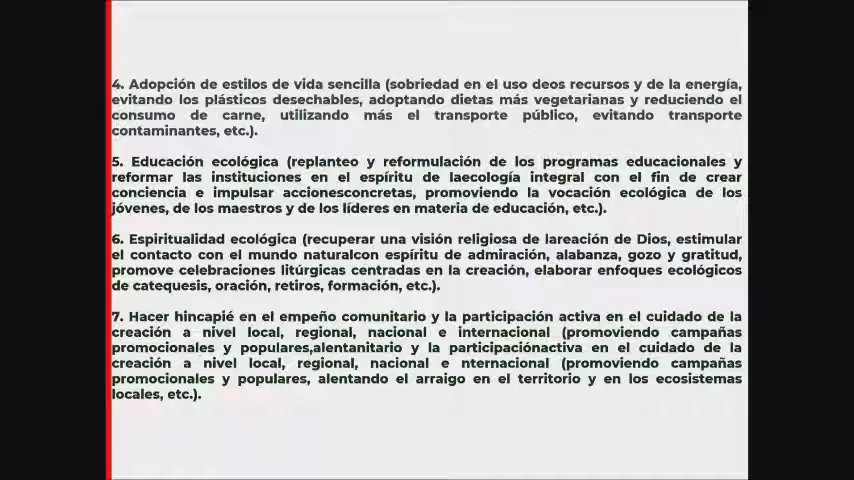 4. Adopción de estilos de vida sencilla (sobriedad en el uso deos recursos y de la energía,
evitando los plásticos desechables, adoptando dietas más vegetarianas y reduciendo el
consumo de carne, utilizando más el transporte público, evitando transporte
contaminantes, etc.).
5. Educación ecológica (replanteo y reformulación de los programas educacionales y
reformar las instituciones en el espíritu de laecología integral con el fin de crear
conciencia e impulsar accionesconcretas, promoviendo la vocación ecológica de los
jóvenes, de los maestros y de los líderes en materia de educación, etc.).
6. Espiritualidad ecológica (recuperar una visión religiosa de lareación de Dios, estimular
el contacto con el mundo naturalcon espíritu de admiración, alabanza, gozo y gratitud,
promove celebraciones litúrgicas centradas en la creación, elaborar enfoques ecológicos
de catequesis, oración, retiros, formación, etc.).
7. Hacer hincapié en el empeño comunitario y la participación activa en el cuidado de la
creación a nivel local, regional, nacional e internacional (promoviendo campañas
promocionales y populares,alentanitario y la participaciónactiva en el cuidado de la
creación a nivel local, regional, nacional e nternacional (promoviendo campañas
promocionales y populares, alentando el arraigo en el territorio y en los ecosistemas
locales, etc.).